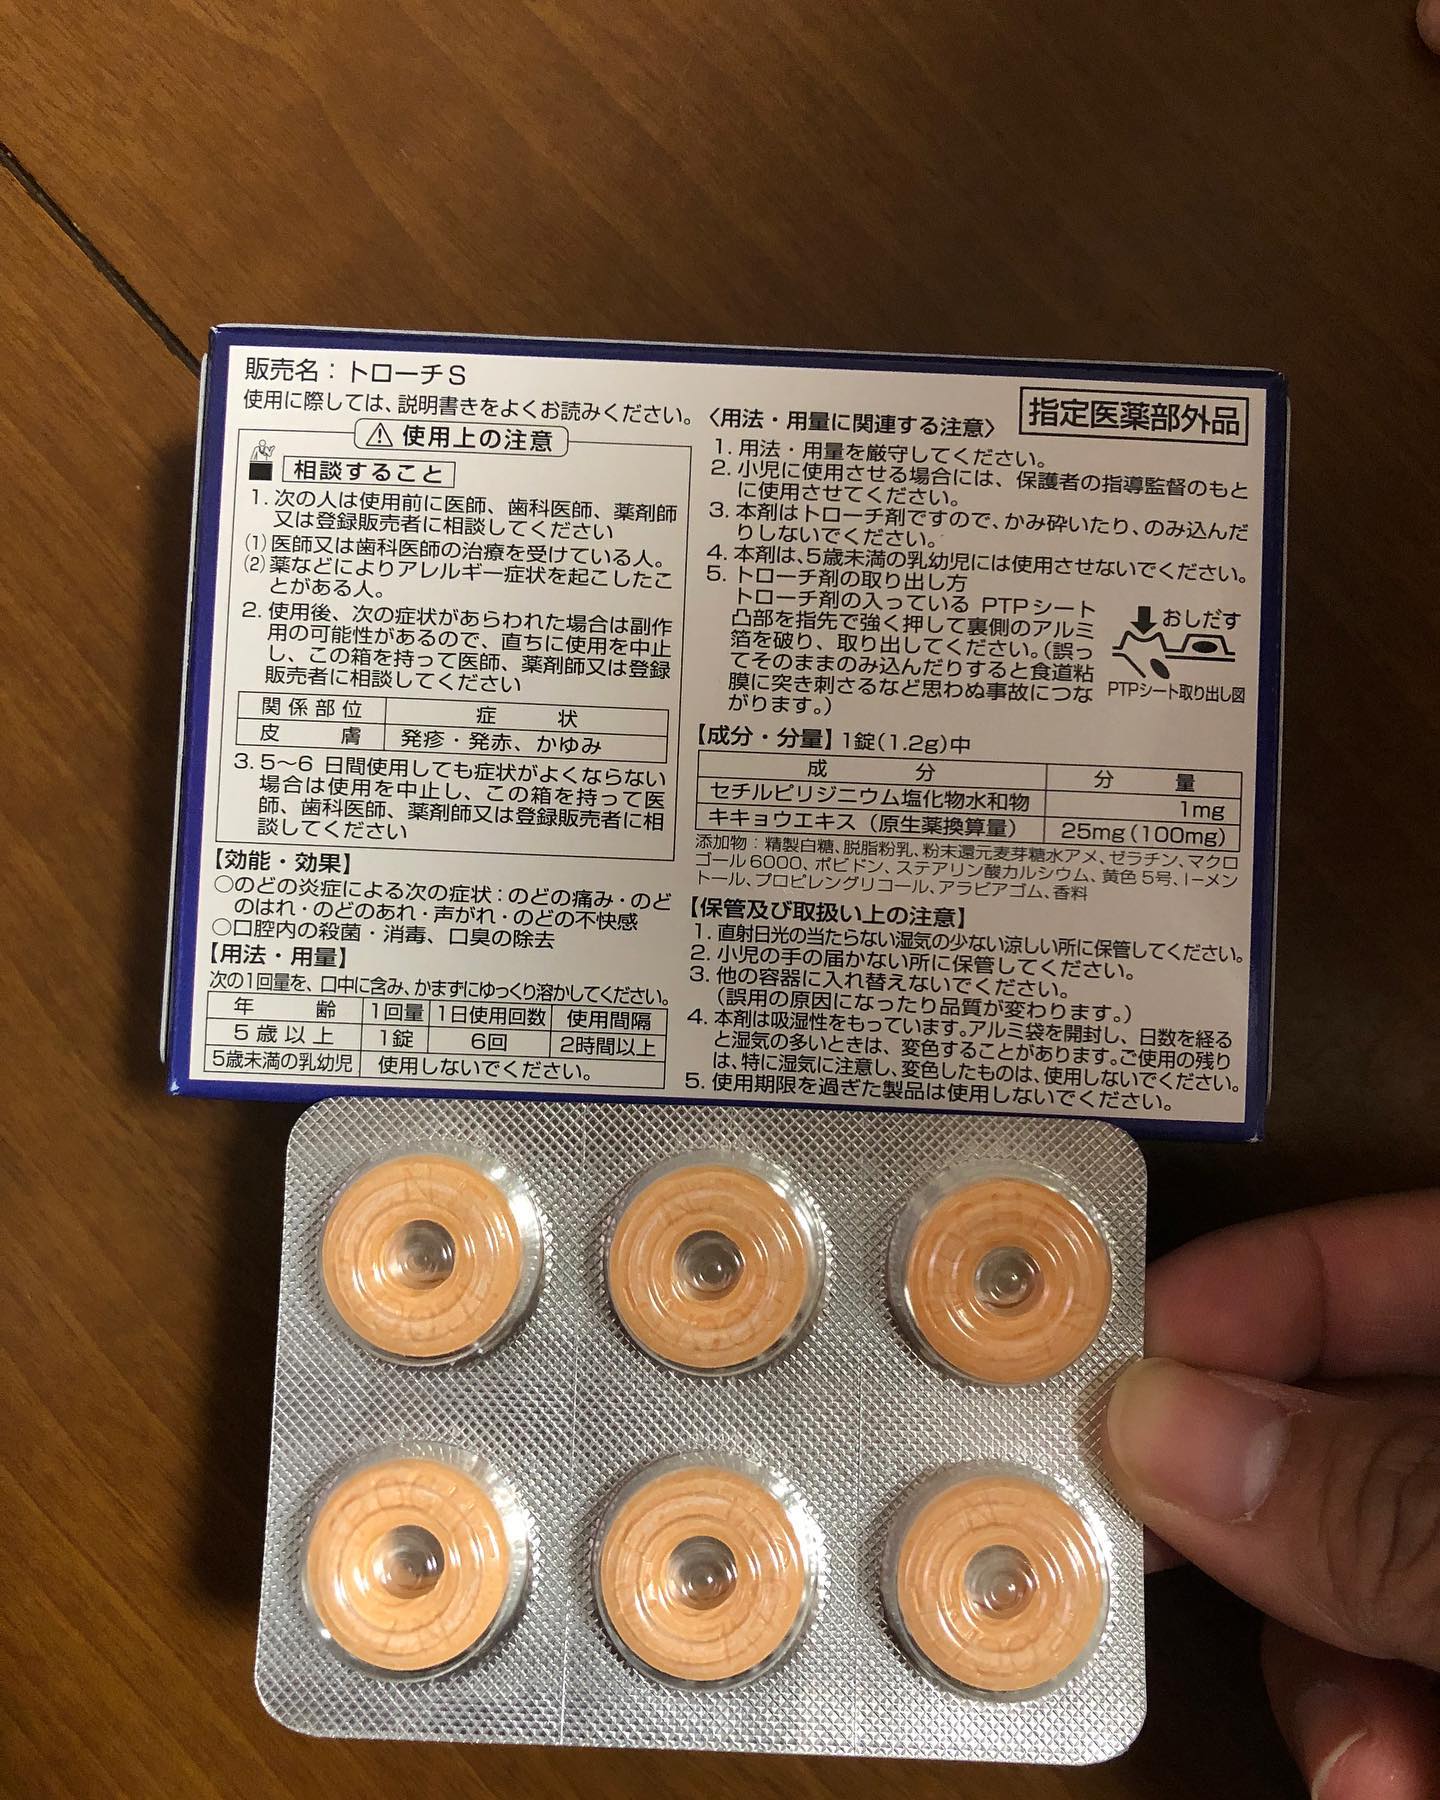 販売名：トローチS
使用に際しては、説明書きをよくお読みください。
⚠ 使用上の注意
相談すること
1. 次の人は使用前に医師、歯科医師、薬剤師
又は登録販売者に相談してください
(1)医師又は歯科医師の治療を受けている人。
(2)薬などによりアレルギー症状を起こしたこ
とがある人。
2. 使用後、次の症状があらわれた場合は副作
用の可能性があるので、直ちに使用を中止
し、この箱を持って医師、薬剤師又は登録
販売者に相談してください
関係部位 症状
皮膚 発疹・発赤、かゆみ
3. 5〜6 日間使用しても症状がよくならない
場合は使用を中止し、この箱を持って医
師、歯科医師、薬剤師又は登録販売者に相
談してください
【効能・効果】
○のどの炎症による次の症状：のどの痛み・のど
のはれ・のどのあれ・声がれ・のどの不快感
○口腔内の殺菌・消毒、口臭の除去
【用法・用量】
次の1回量を、口中に含み、かまずにゆっくり溶かしてください。
年齢 1回量 1日使用回数 使用間隔
5歳以上 1錠 6回 2時間以上
5歳未満の乳幼児 使用しないでください。
指定医薬部外品
〈用法・用量に関連する注意〉
1. 用法・用量を厳守してください。
2. 小児に使用させる場合には、保護者の指導監督のもと
に使用させてください。
3. 本剤はトローチ剤ですので、かみ砕いたり、のみ込んだ
りしないでください。
4. 本剤は、5歳未満の乳幼児には使用させないでください。
5. トローチ剤の取り出し方
トローチ剤の入っている PTPシート
凸部を指先で強く押して裏側のアルミ
箔を破り、取り出してください。(誤っ
てそのままのみ込んだりすると食道粘
膜に突き刺さるなど思わぬ事故につな
がります。)
おしだす
PTPシート取り出し図
【成分・分量】1錠(1.2g)中
成分 分量
セチルピリジニウム塩化物水和物 1mg
キキョウエキス（原生薬換算量） 25mg(100mg)
添加物：精製白糖、脱脂粉乳、粉末還元麦芽糖水アメ、ゼラチン、マクロ
ゴール6000、ポビドン、ステアリン酸カルシウム、黄色5号、l-メン
トール、プロピレングリコール、アラビアゴム、香料
【保管及び取扱い上の注意】
1. 直射日光の当たらない湿気の少ない涼しい所に保管してください。
2. 小児の手の届かない所に保管してください。
3. 他の容器に入れ替えないでください。
(誤用の原因になったり品質が変わります。)
4. 本剤は吸湿性をもっています。アルミ袋を開封し、日数を経る
と湿気の多いときは、変色することがあります。ご使用の残り
は、特に湿気に注意し、変色したものは、使用しないでください。
5. 使用期限を過ぎた製品は使用しないでください。